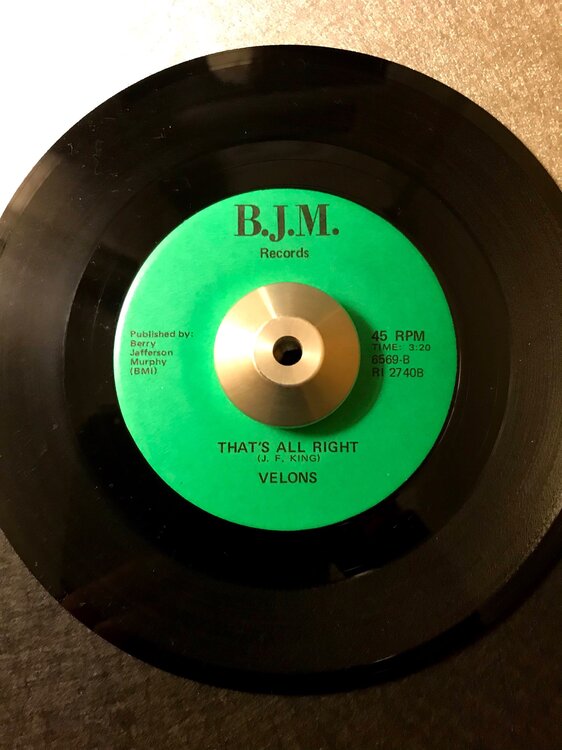 B.J.M.
Records
Published by:
Berry
Jafferson
Murphy
(BMI)
45 RPM
TIME: 3:20
6569-B
RI 2740B
THAT'S ALL RIGHT
(J. F. KING)
VELONS